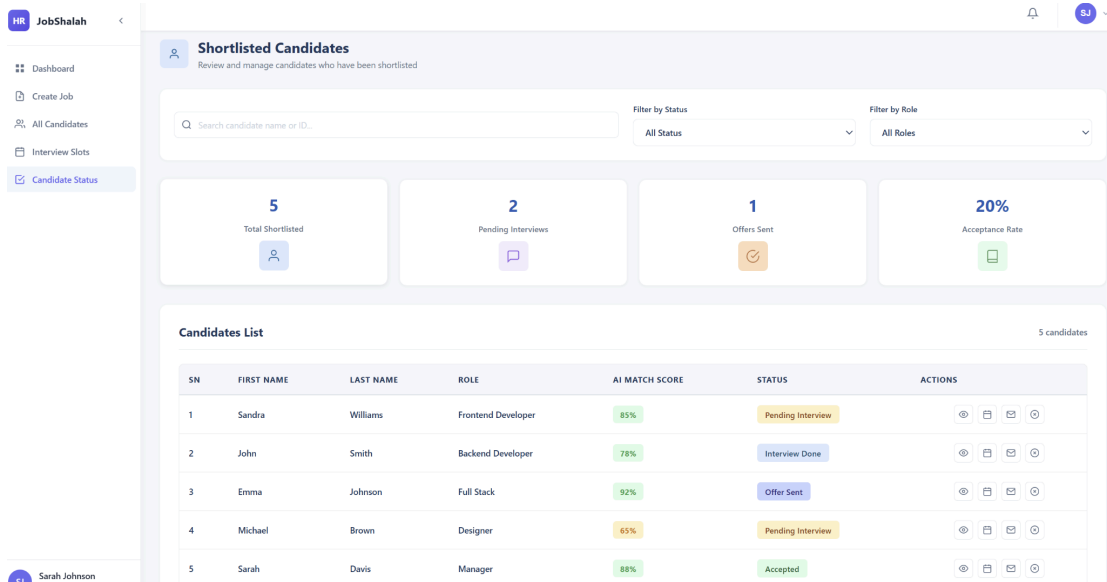 HR JobShalah
SJ
Dashboard
Create Job
All Candidates
Interview Slots
Candidate Status
Shortlisted Candidates
Review and manage candidates who have been shortlisted
Search candidate name or ID...
Filter by Status
All Status
Filter by Role
All Roles
5
Total Shortlisted
2
Pending Interviews
1
Offers Sent
20%
Acceptance Rate
Candidates List
5 candidates
SN FIRST NAME LAST NAME ROLE AI MATCH SCORE STATUS ACTIONS
1 Sandra Williams Frontend Developer 85% Pending Interview
2 John Smith Backend Developer 78% Interview Done
3 Emma Johnson Full Stack 92% Offer Sent
4 Michael Brown Designer 65% Pending Interview
5 Sarah Davis Manager 88% Accepted
SJ Sarah Johnson